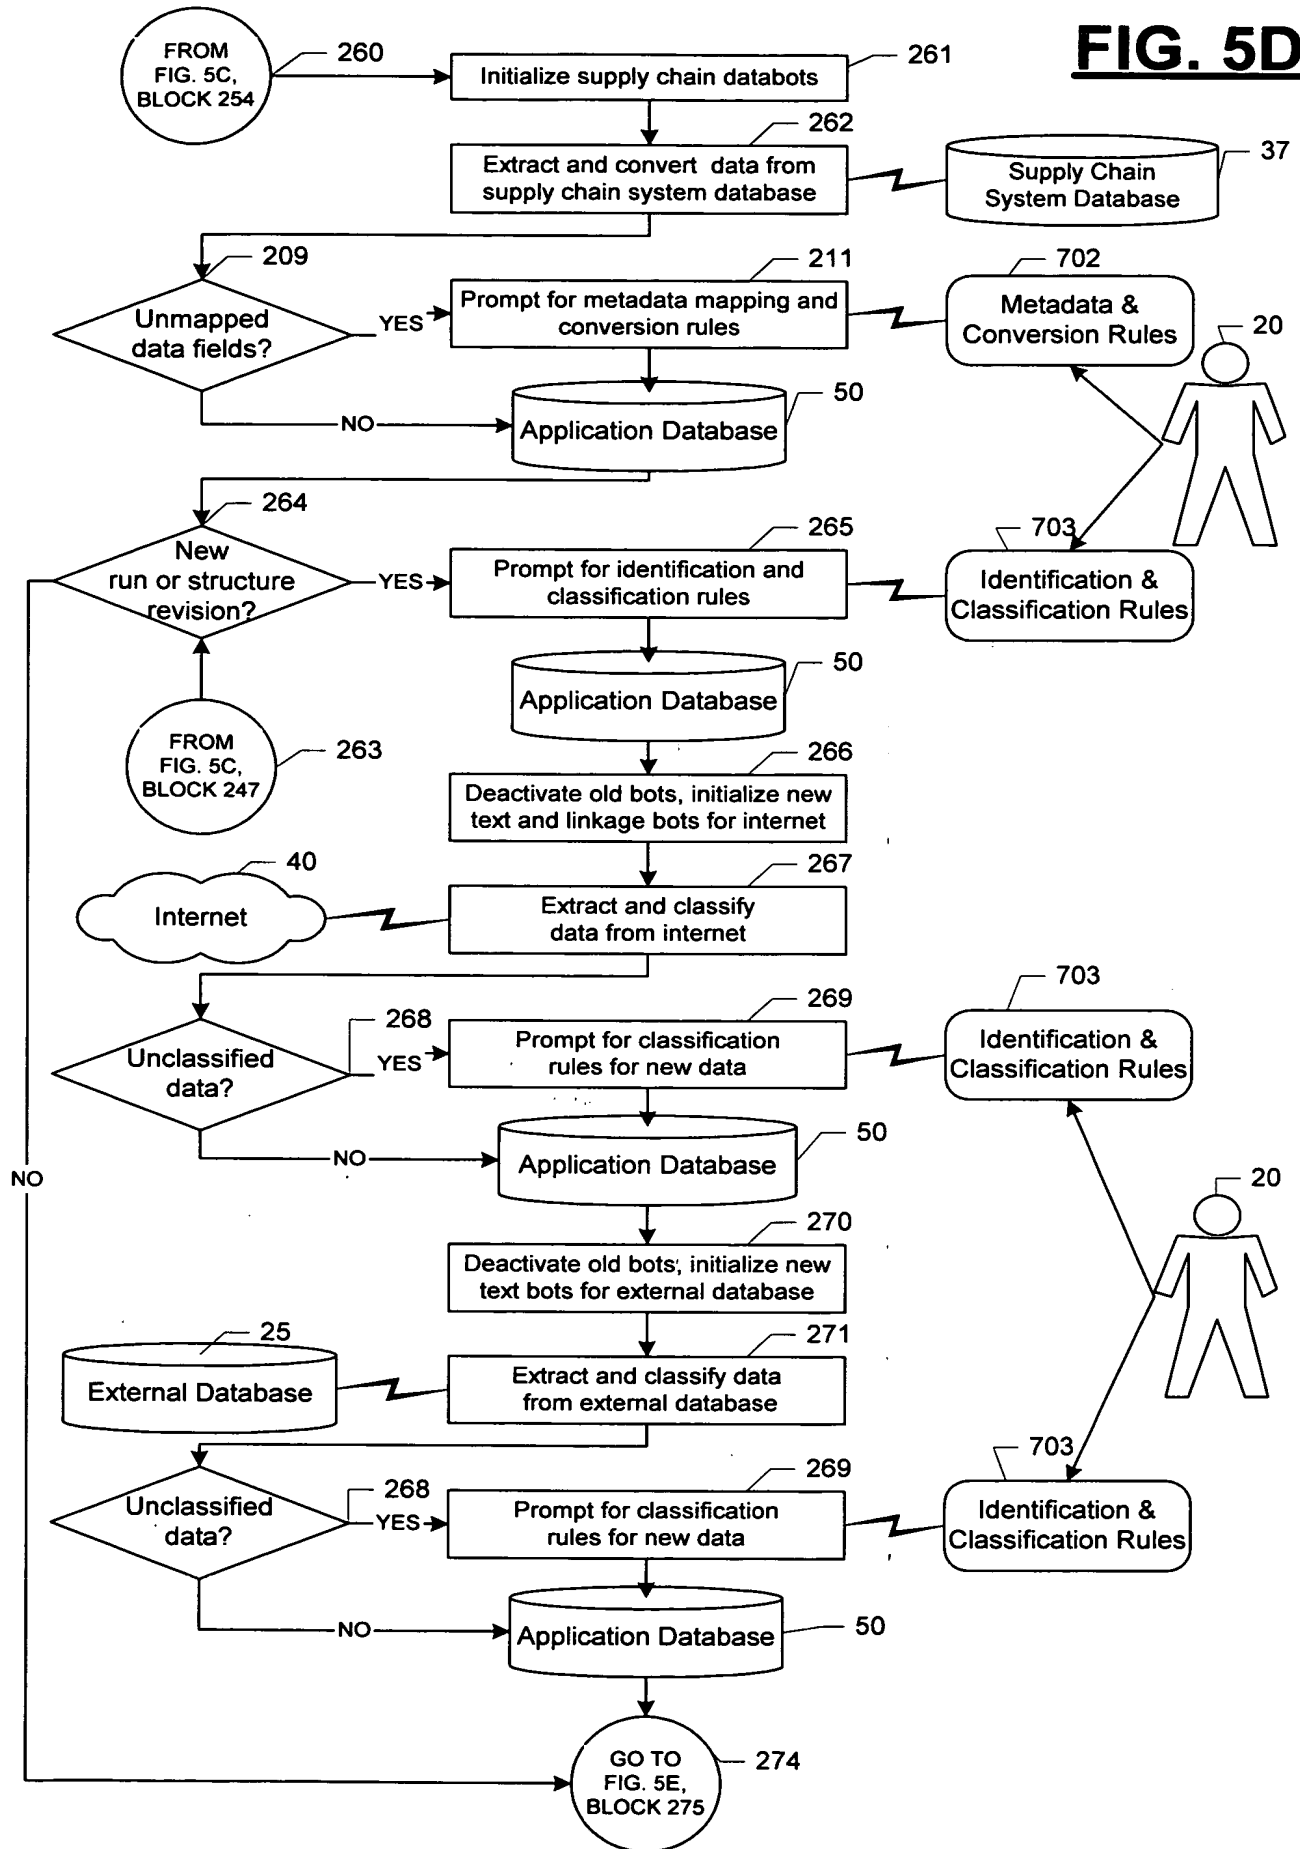 FIG. 5D
FROM
FIG. 5C,
BLOCK 254
260
Initialize supply chain databots
261
262
Extract and convert data from
supply chain system database
37
Supply Chain
System Database
209
Unmapped
data fields?
YES
211
Prompt for metadata mapping and
conversion rules
702
Metadata &
Conversion Rules
20
NO
50
Application Database
264
New
run or structure
revision?
YES
265
Prompt for identification and
classification rules
703
Identification &
Classification Rules
50
Application Database
FROM
FIG. 5C,
BLOCK 247
263
266
Deactivate old bots, initialize new
text and linkage bots for internet
40
Internet
267
Extract and classify
data from internet
268
Unclassified
data?
YES
269
Prompt for classification
rules for new data
703
Identification &
Classification Rules
NO
NO
50
Application Database
20
270
Deactivate old bots, initialize new
text bots for external database
25
External Database
271
Extract and classify data
from external database
268
Unclassified
data?
YES
269
Prompt for classification
rules for new data
703
Identification &
Classification Rules
NO
50
Application Database
GO TO
FIG. 5E,
BLOCK 275
274